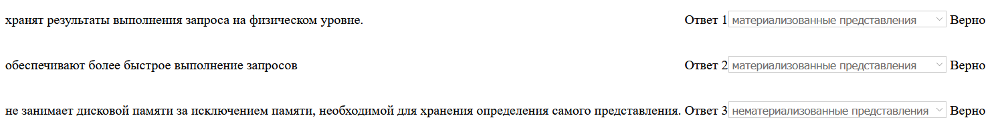 хранят результаты выполнения запроса на физическом уровне. Ответ 1 материализованные представления Верно
обеспечивают более быстрое выполнение запросов Ответ 2 материализованные представления Верно
не занимает дисковой памяти за исключением памяти, необходимой для хранения определения самого представления. Ответ 3 нематериализованные представления Верно